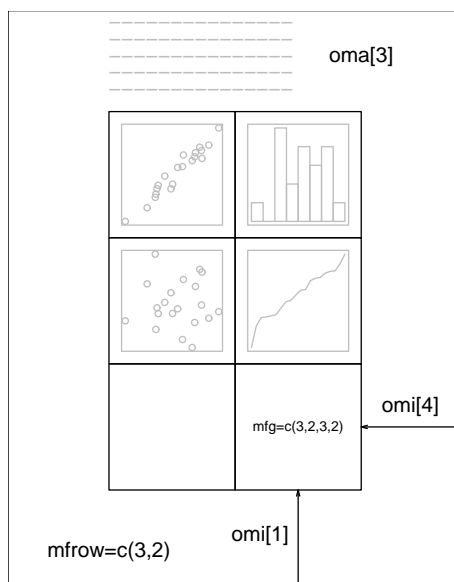 oma[3]
omi[4]
mfg=c(3,2,3,2)
omi[1]
mfrow=c(3,2)